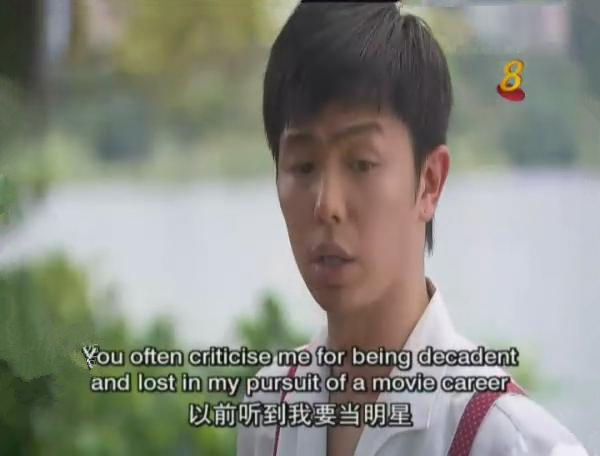 8
You often criticise me for being decadent
and lost in my pursuit of a movie career
以前听到我要当明星